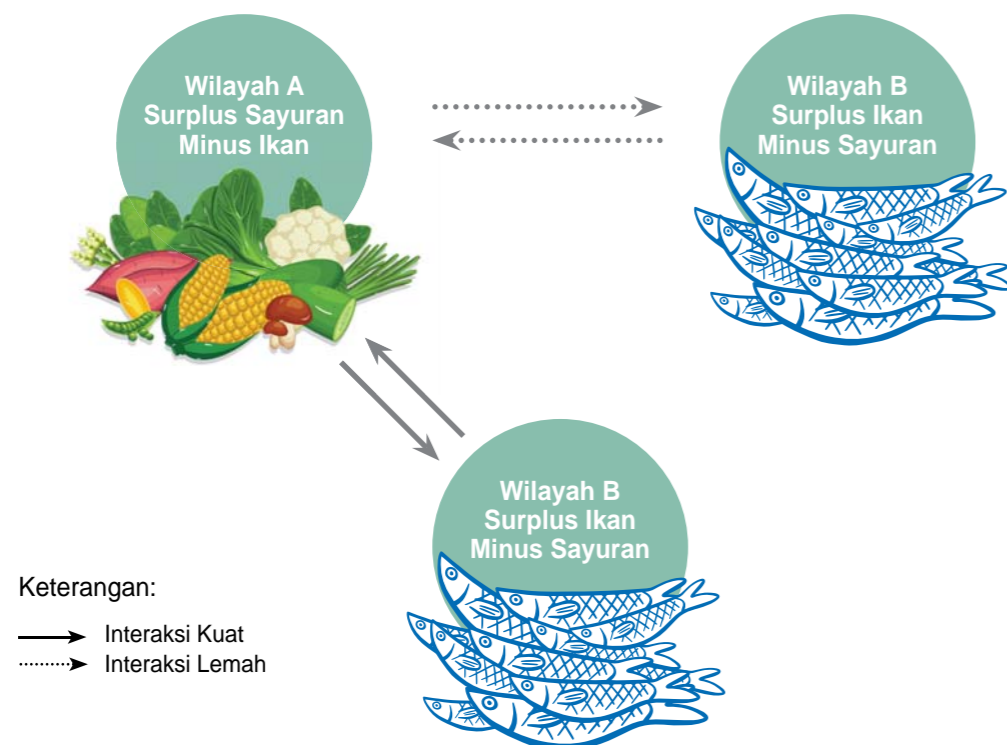 Wilayah A
Surplus Sayuran
Minus Ikan
Wilayah B
Surplus Ikan
Minus Sayuran
Wilayah B
Surplus Ikan
Minus Sayuran
Keterangan:
Interaksi Kuat
Interaksi Lemah